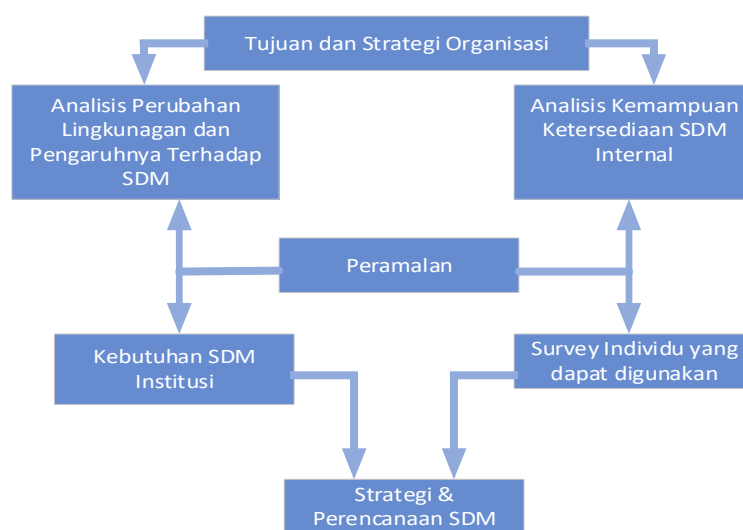 Tujuan dan Strategi Organisasi
Analisis Perubahan
Lingkunagan dan
Pengaruhnya Terhadap
SDM
Analisis Kemampuan
Ketersediaan SDM
Internal
Peramalan
Kebutuhan SDM
Institusi
Survey Individu yang
dapat digunakan
Strategi &
Perencanaan SDM